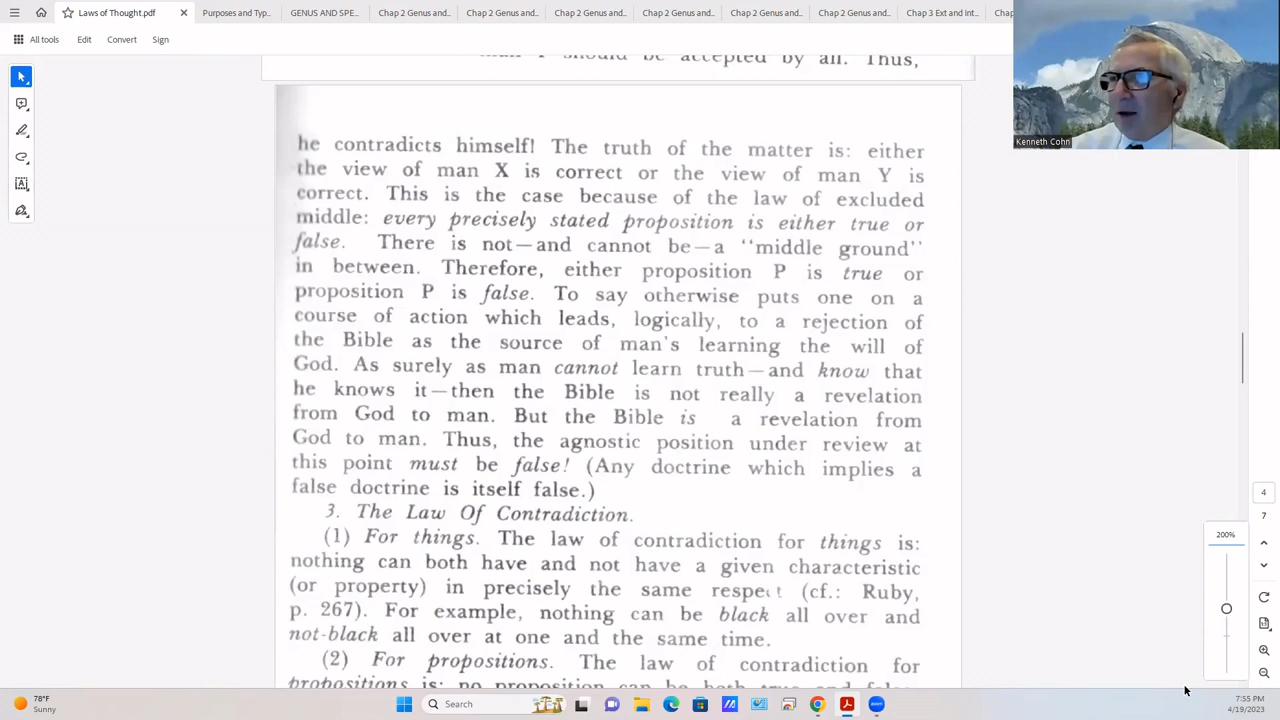 Laws of Thought.pdf
Purposes and Typ...
GENUS AND SPE...
Chap 2 Genus and...
Chap 2 Genus and...
Chap 2 Genus and...
Chap 2 Genus and...
Chap 2 Genus and...
Chap 2 Genus and...
Chap 3 Ext and Int...
All tools
Edit
Convert
Sign
Kenneth Cohn
should be accepted by all. Thus,
he contradicts himself! The truth of the matter is: either
the view of man X is correct or the view of man Y is
correct. This is the case because of the law of excluded
middle: every precisely stated proposition is either true or
false. There is not—and cannot be—a "middle ground"
in between. Therefore, either proposition P is true or
proposition P is false. To say otherwise puts one on a
course of action which leads, logically, to a rejection of
the Bible as the source of man's learning the will of
God. As surely as man cannot learn truth—and know that
he knows it—then the Bible is not really a revelation
from God to man. But the Bible is a revelation from
God to man. Thus, the agnostic position under review at
this point must be false! (Any doctrine which implies a
false doctrine is itself false.)
3. The Law Of Contradiction.
(1) For things. The law of contradiction for things is:
nothing can both have and not have a given characteristic
(or property) in precisely the same respect (cf.: Ruby,
p. 267). For example, nothing can be black all over and
not-black all over at one and the same time.
(2) For propositions. The law of contradiction for
propositions is: no proposition can be both true and false
4
7
200%
78°F
Sunny
Search
7:55 PM
4/19/2023